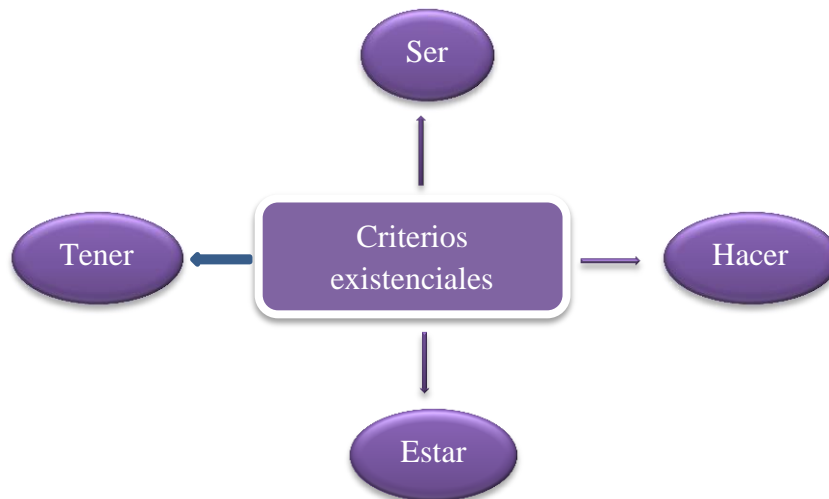 Ser
Tener
Criterios
existenciales
Hacer
Estar